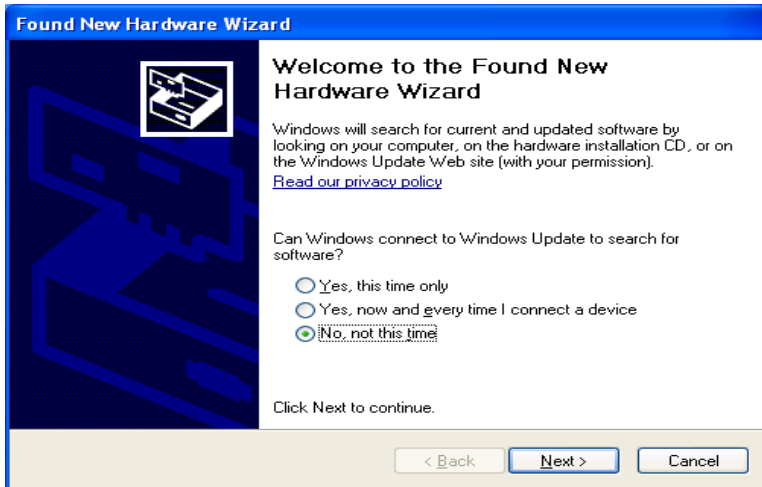 Found New Hardware Wizard
Welcome to the Found New
Hardware Wizard
Windows will search for current and updated software by
looking on your computer, on the hardware installation CD, or on
the Windows Update Web site (with your permission).
Read our privacy policy
Can Windows connect to Windows Update to search for
software?
Yes, this time only
Yes, now and every time I connect a device
No, not this time
Click Next to continue.
< Back
Next >
Cancel